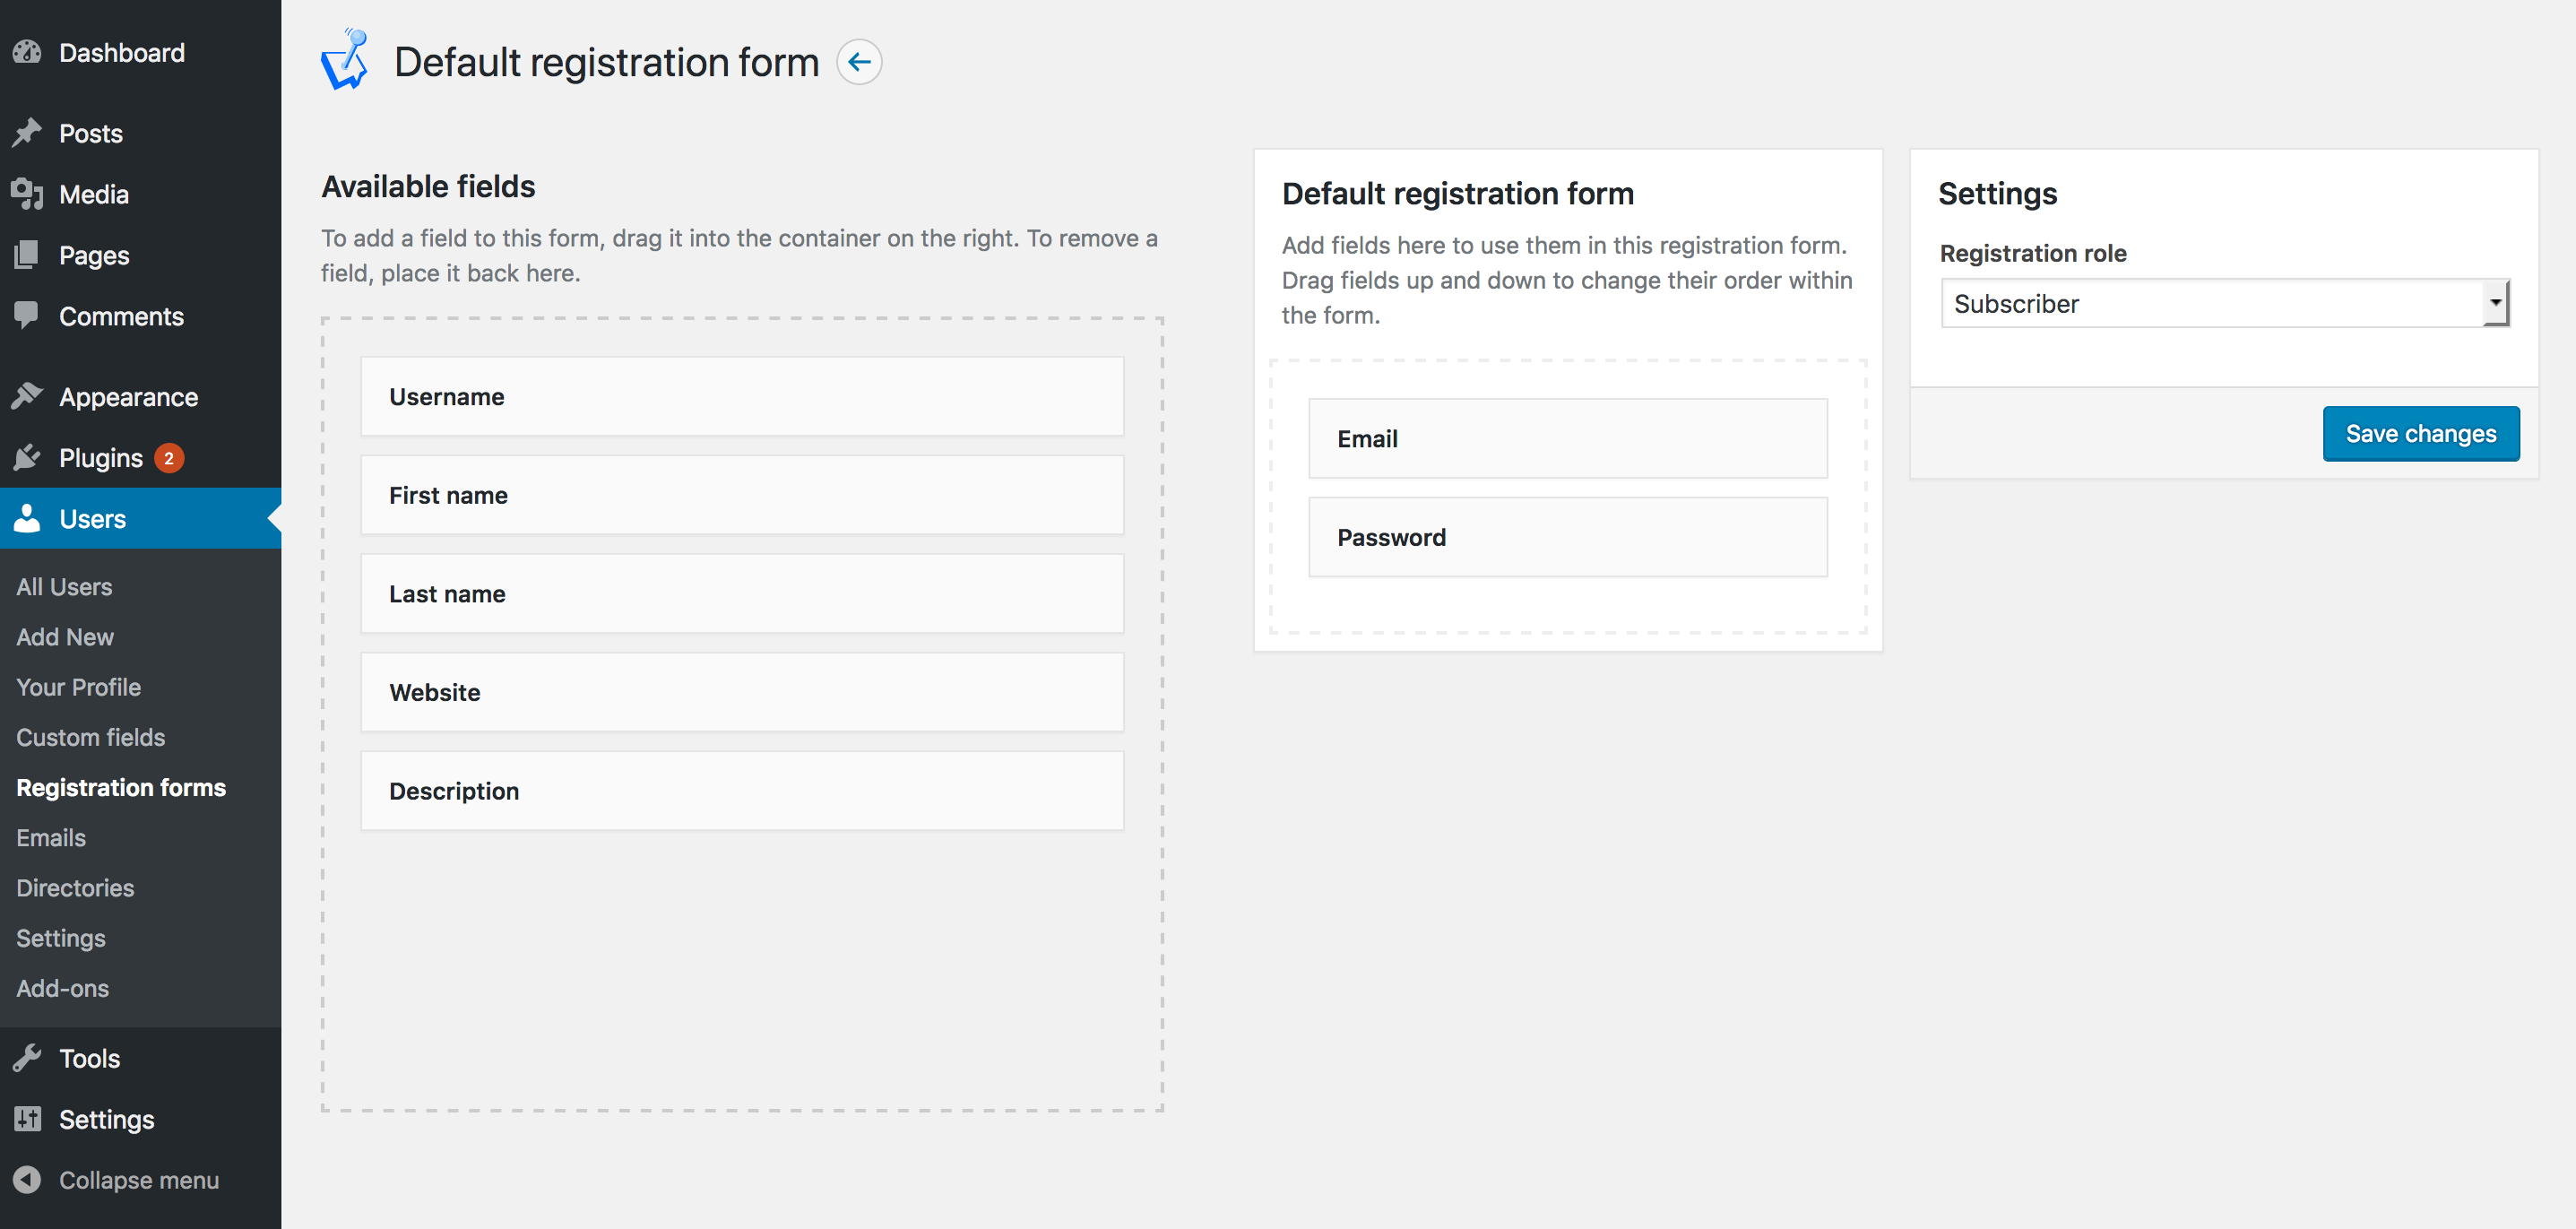 Dashboard
Posts
Media
Pages
Comments
Appearance
Plugins 2
Users
All Users
Add New
Your Profile
Custom fields
Registration forms
Emails
Directories
Settings
Add-ons
Tools
Settings
Collapse menu
Default registration form
Available fields
To add a field to this form, drag it into the container on the right. To remove a
field, place it back here.
Username
First name
Last name
Website
Description
Default registration form
Add fields here to use them in this registration form.
Drag fields up and down to change their order within
the form.
Email
Password
Settings
Registration role
Subscriber
Save changes